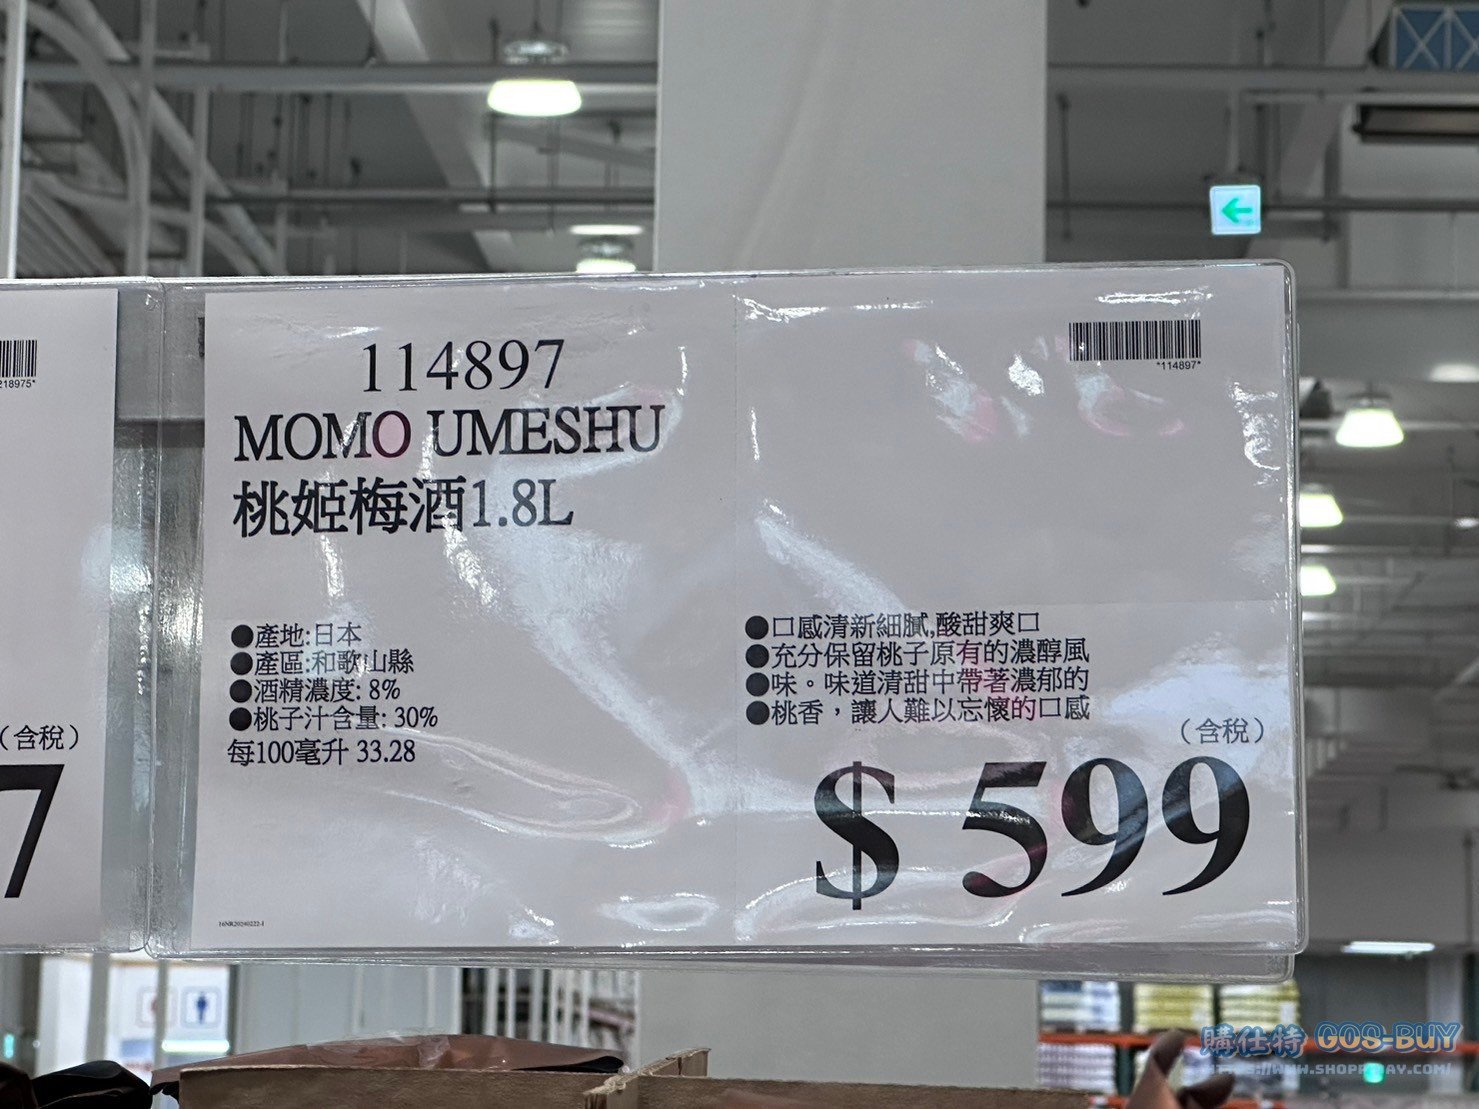 218975*
(含稅)
7
114897
MOMO UMESHU
桃姬梅酒1.8L
*114897*
●產地:日本
●產區:和歌山縣
●酒精濃度: 8%
●桃子汁含量: 30%
每100毫升 33.28
●口感清新細膩,酸甜爽口
●充分保留桃子原有的濃醇風
●味。味道清甜中帶著濃郁的
●桃香，讓人難以忘懷的口感
(含稅)
$ 599
購仕特 GOS-BUY